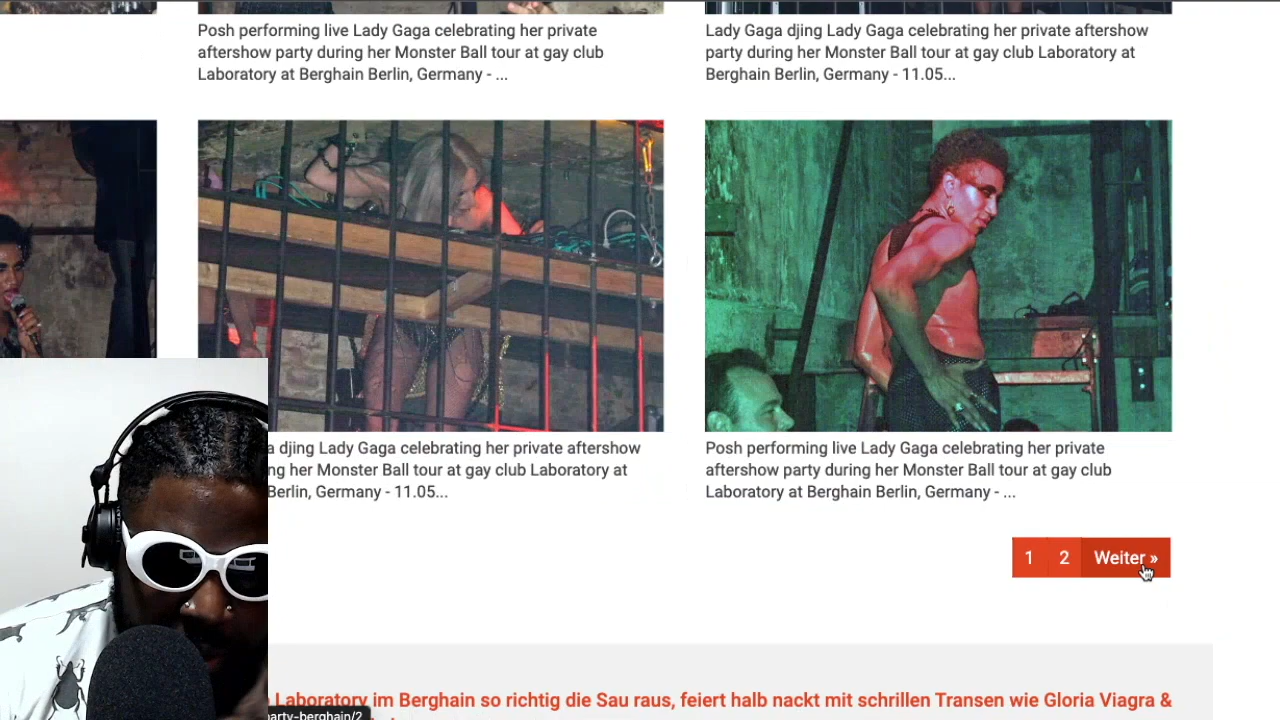 Posh performing live Lady Gaga celebrating her private
aftershow party during her Monster Ball tour at gay club
Laboratory at Berghain Berlin, Germany - ...
Lady Gaga djing Lady Gaga celebrating her private aftershow
party during her Monster Ball tour at gay club Laboratory at
Berghain Berlin, Germany - 11.05...
a djing Lady Gaga celebrating her private aftershow
ng her Monster Ball tour at gay club Laboratory at
Berlin, Germany - 11.05...
Posh performing live Lady Gaga celebrating her private
aftershow party during her Monster Ball tour at gay club
Laboratory at Berghain Berlin, Germany - ...
1 2 Weiter »
Laboratory im Berghain so richtig die Sau raus, feiert halb nackt mit schrillen Transen wie Gloria Viagra &
arty-berghain/2